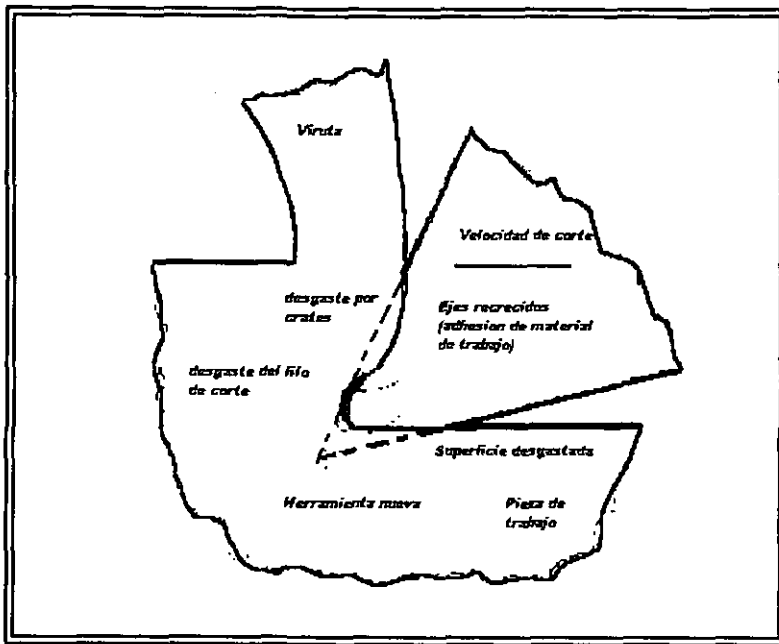 Viruta
Velocidad de corte
desgaste por
crates
Ejes recrecidos
(adhesion de material
de trabajo)
desgaste del filo
de corte
Superficie desgastada
Herramienta nueva
Pieza de
trabajo